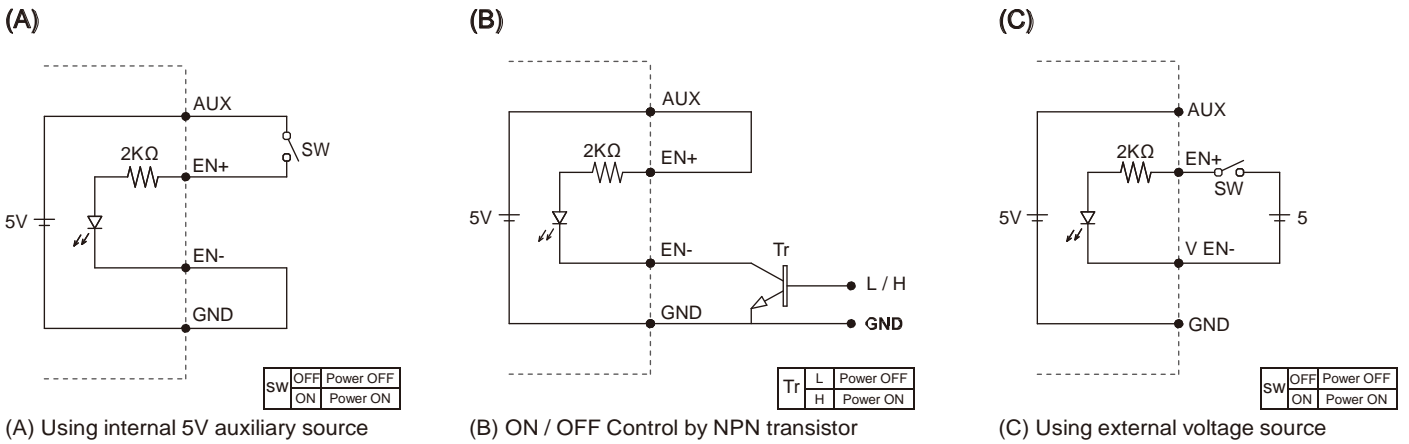 (A)
AUX
SW
2KΩ
EN+
5V
EN-
GND
SW OFF Power OFF
ON Power ON
(A) Using internal 5V auxiliary source
(B)
AUX
2KΩ
EN+
5V
EN-
Tr
L / H
GND
GND
Tr L Power OFF
H Power ON
(B) ON / OFF Control by NPN transistor
(C)
AUX
2KΩ
EN+
SW
5V
5
V EN-
GND
SW OFF Power OFF
ON Power ON
(C) Using external voltage source